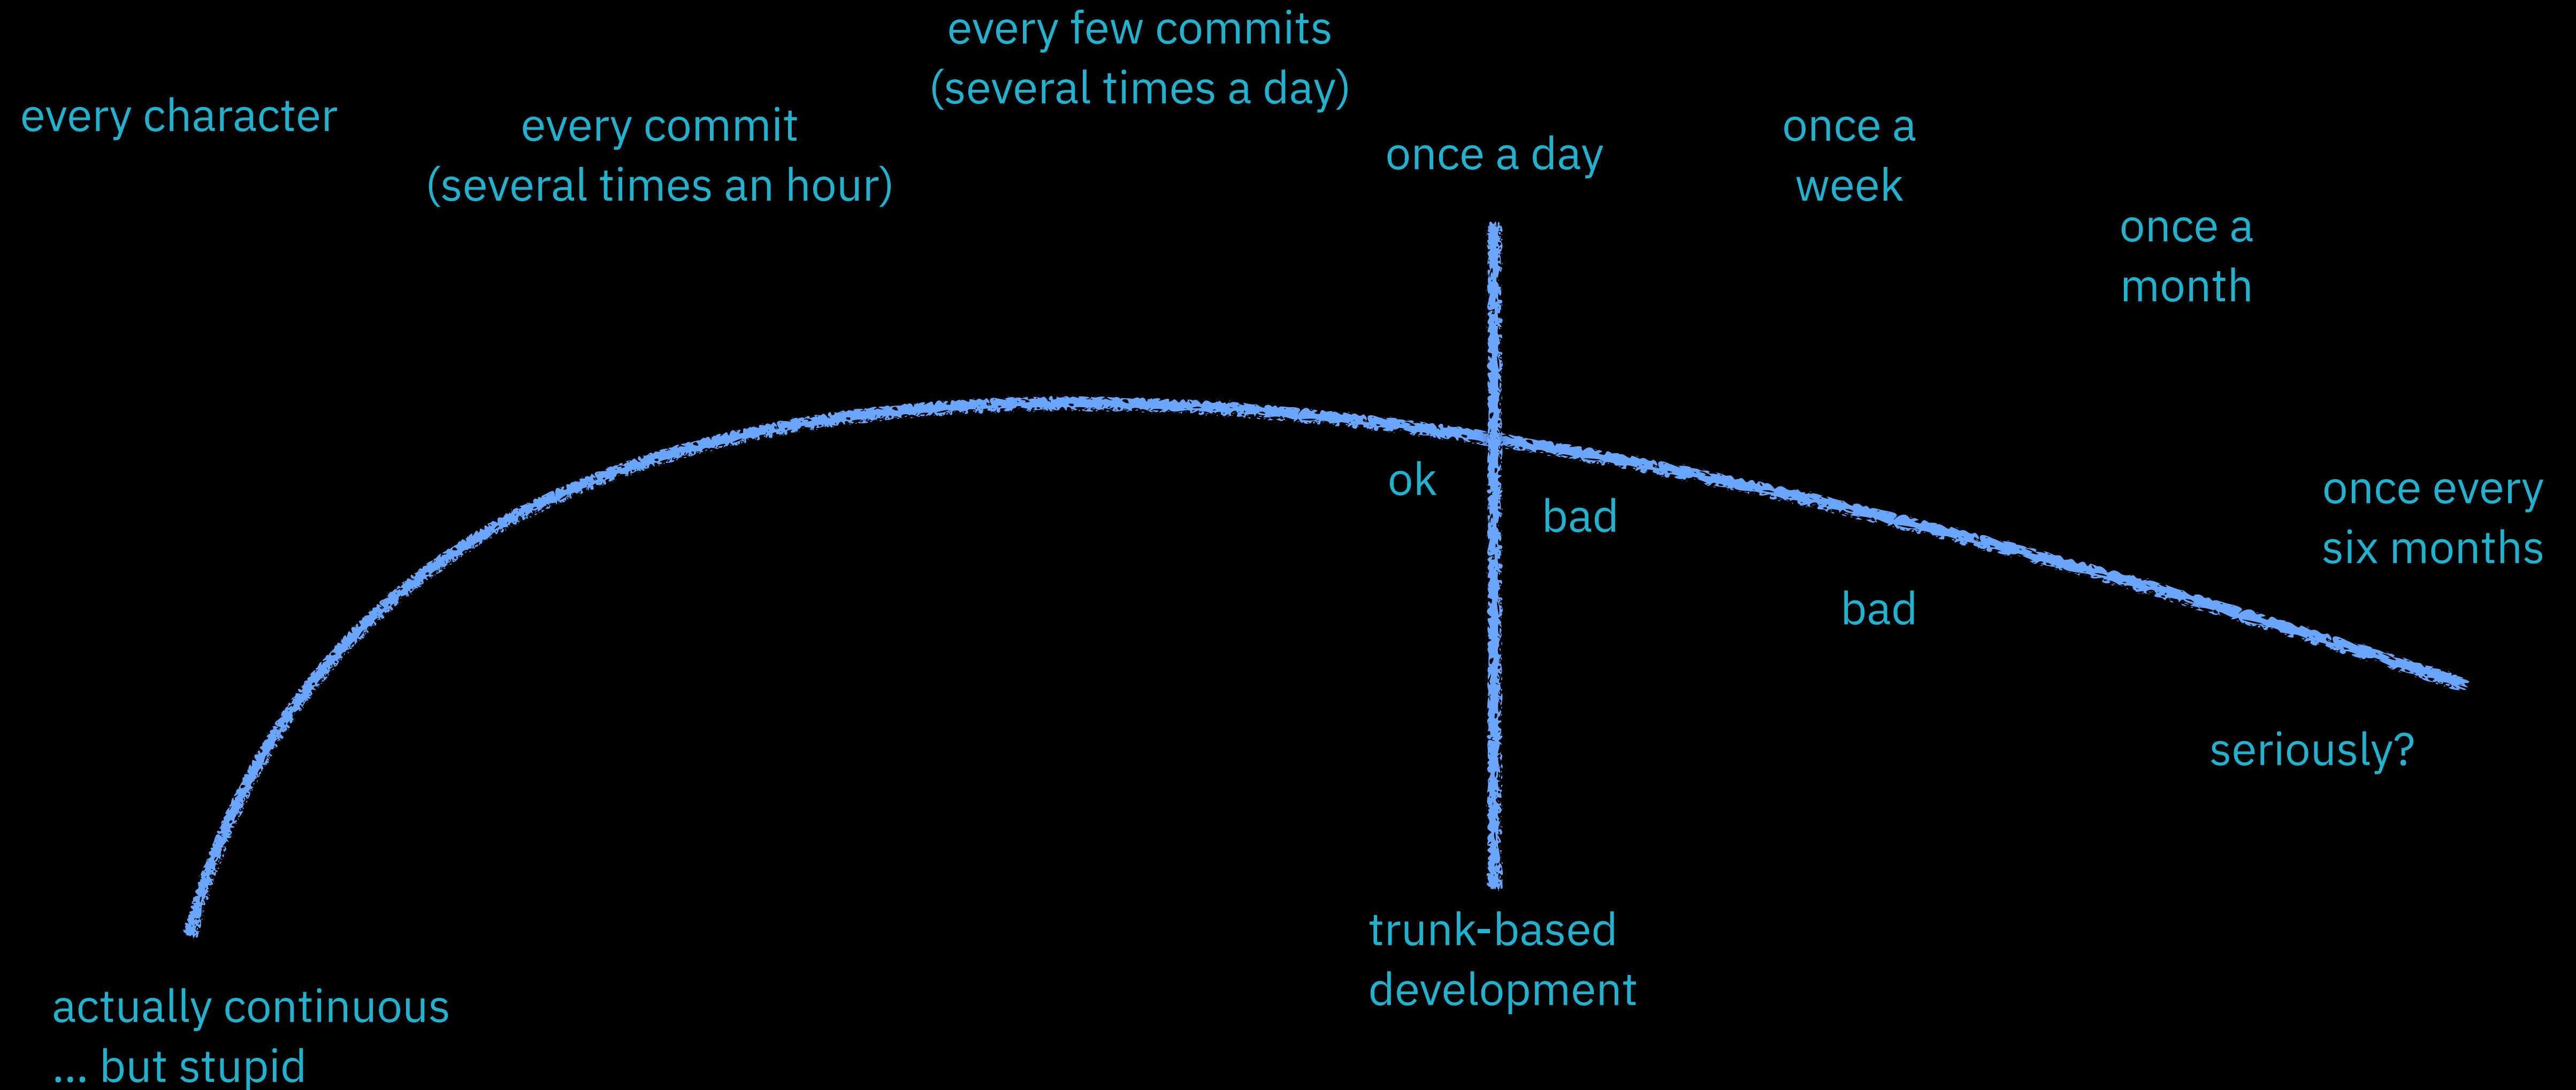 every few commits
(several times a day)
every character
every commit
(several times an hour)
once a day
once a
week
once a
month
ok
bad
once every
six months
bad
seriously?
trunk-based
development
actually continuous
... but stupid